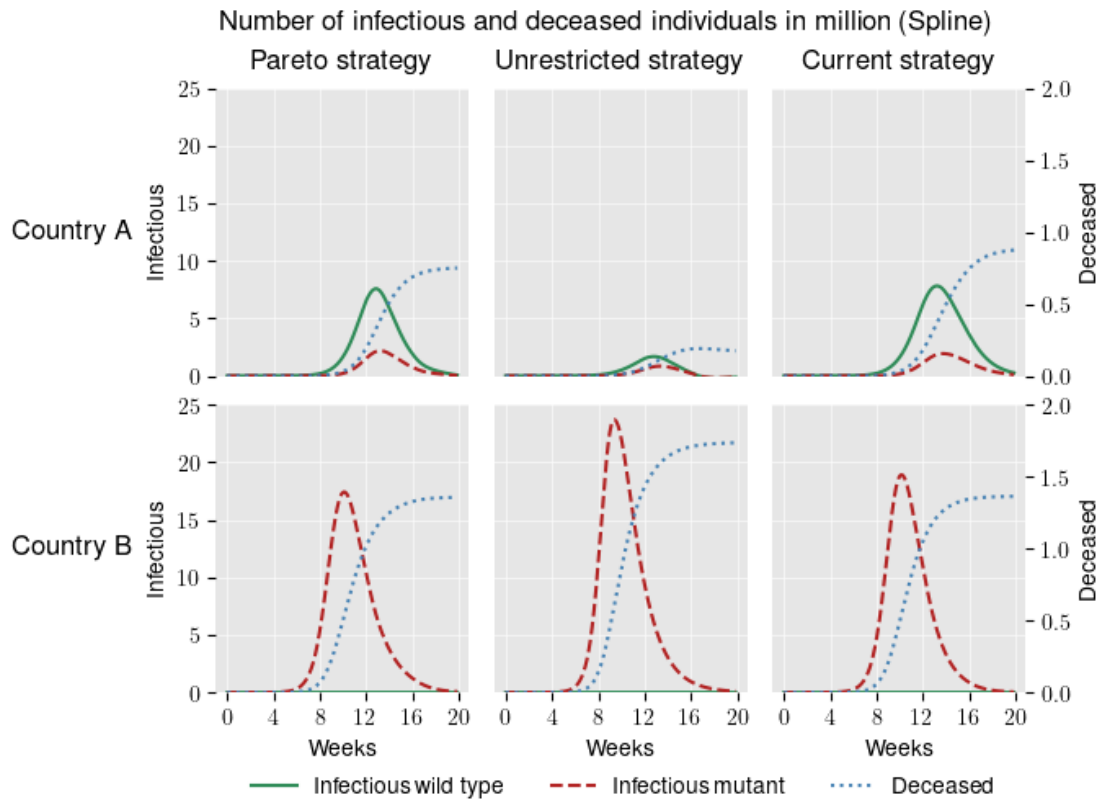 Number of infectious and deceased individuals in million (Spline)
Pareto strategy
Unrestricted strategy
Current strategy
Country A
Infectious
25
20
15
10
5
0
2.0
1.5
1.0
0.5
0.0
Deceased
Country B
Infectious
25
20
15
10
5
0
2.0
1.5
1.0
0.5
0.0
Deceased
0 4 8 12 16 20
0 4 8 12 16 20
0 4 8 12 16 20
Weeks
Weeks
Weeks
Infectious wild type
Infectious mutant
Deceased